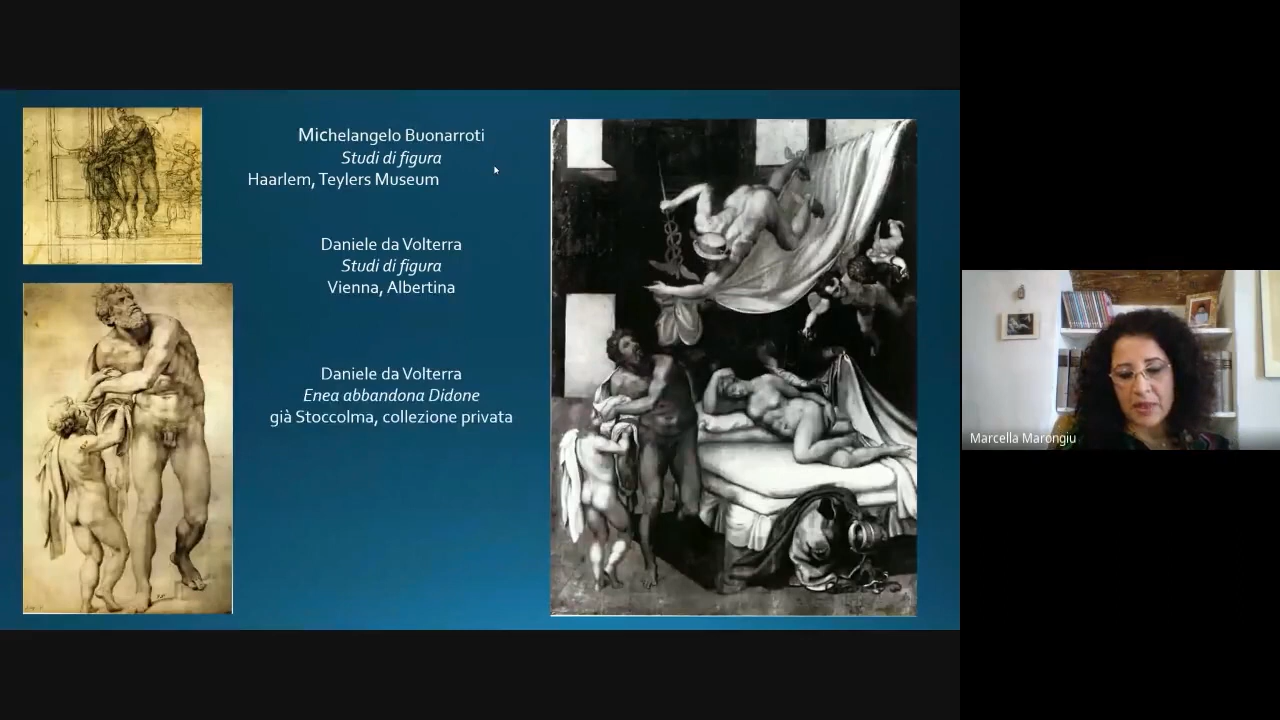 Michelangelo Buonarroti
Studi di figura
Haarlem, Teylers Museum
Daniele da Volterra
Studi di figura
Vienna, Albertina
Daniele da Volterra
Enea abbandona Didone
già Stoccolma, collezione privata
Marcella Marongiu